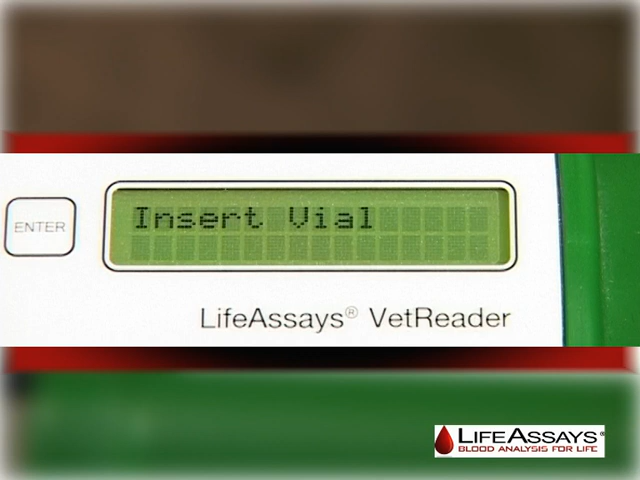 Insert Vial
ENTER
LifeAssays® VetReader
LIFEASSAYS®
BLOOD ANALYSIS FOR LIFE